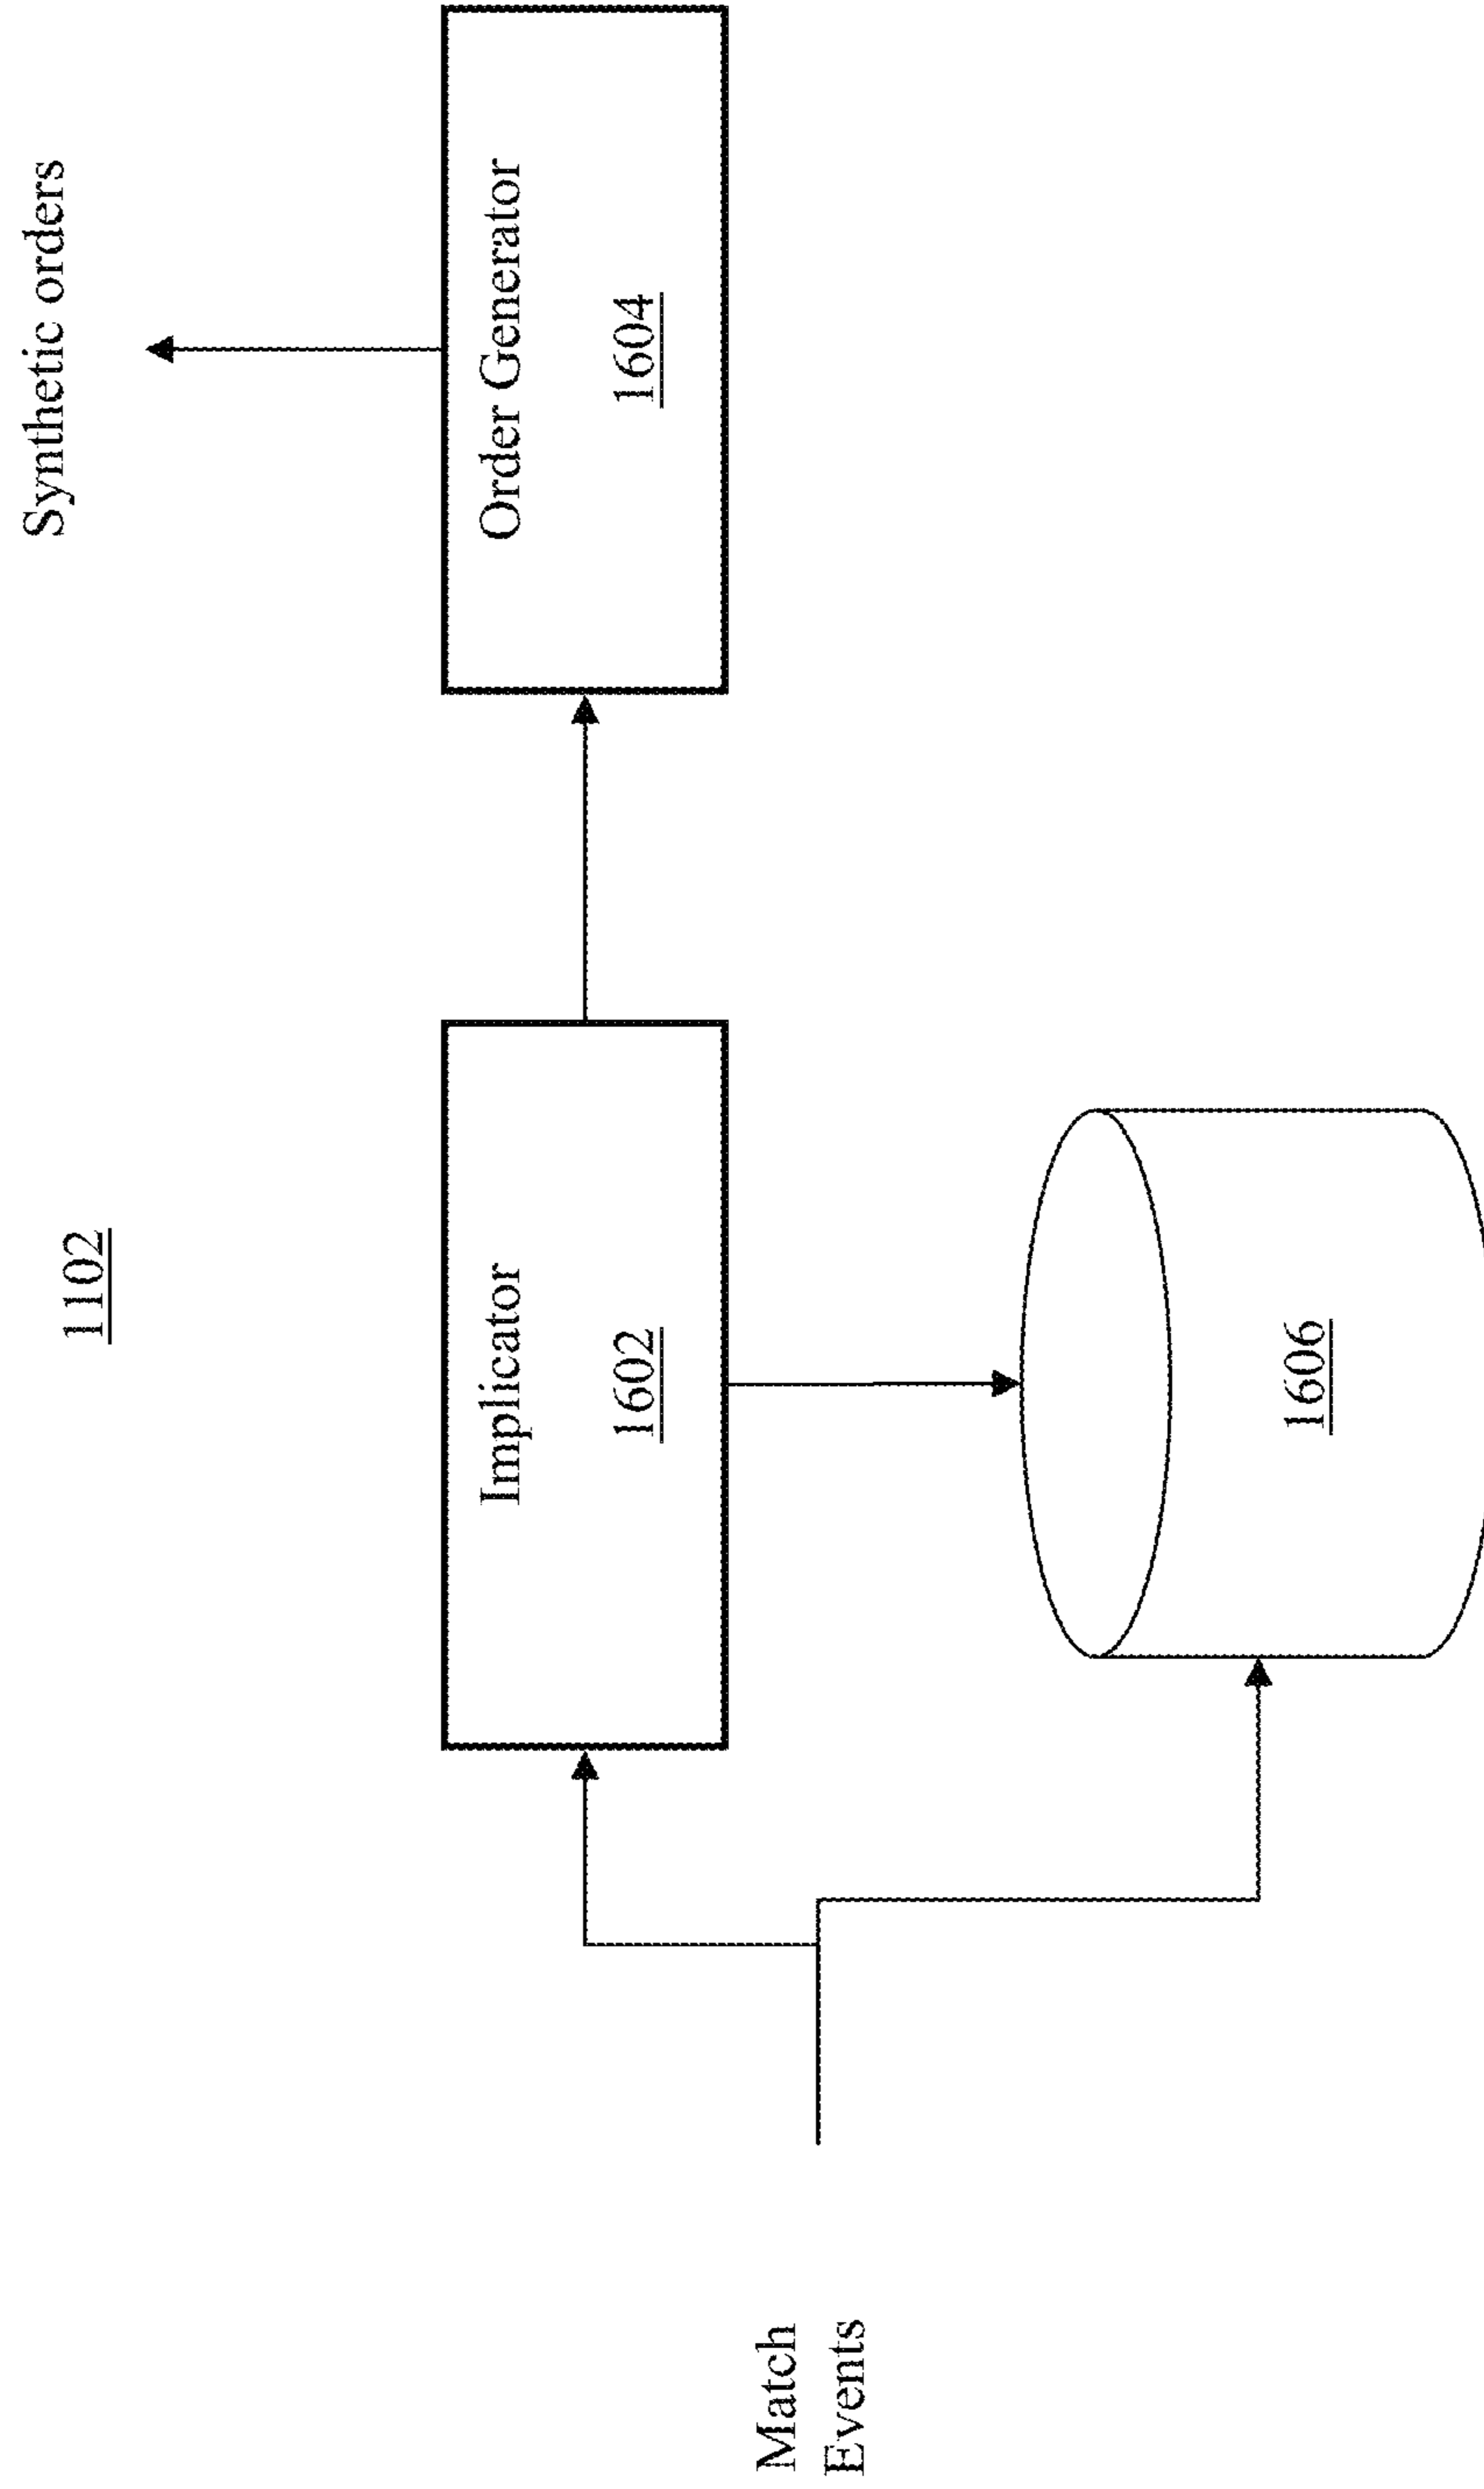 1102
Synthetic orders
Implicator
1602
Order Generator
1604
Match
Events
1606